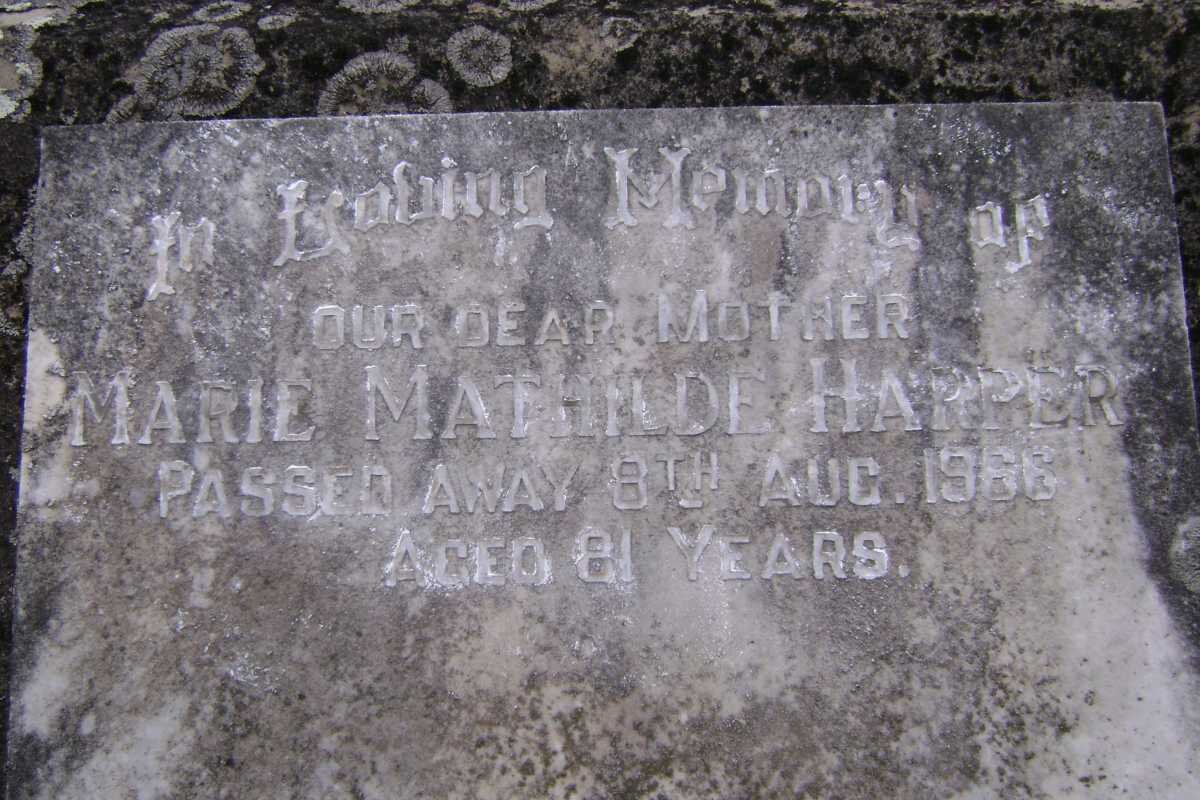 In Loving Memory of
OUR DEAR MOTHER
MARIE MATHILDE HARPER
PASSED AWAY 8TH AUG. 1966
AGED 81 YEARS.